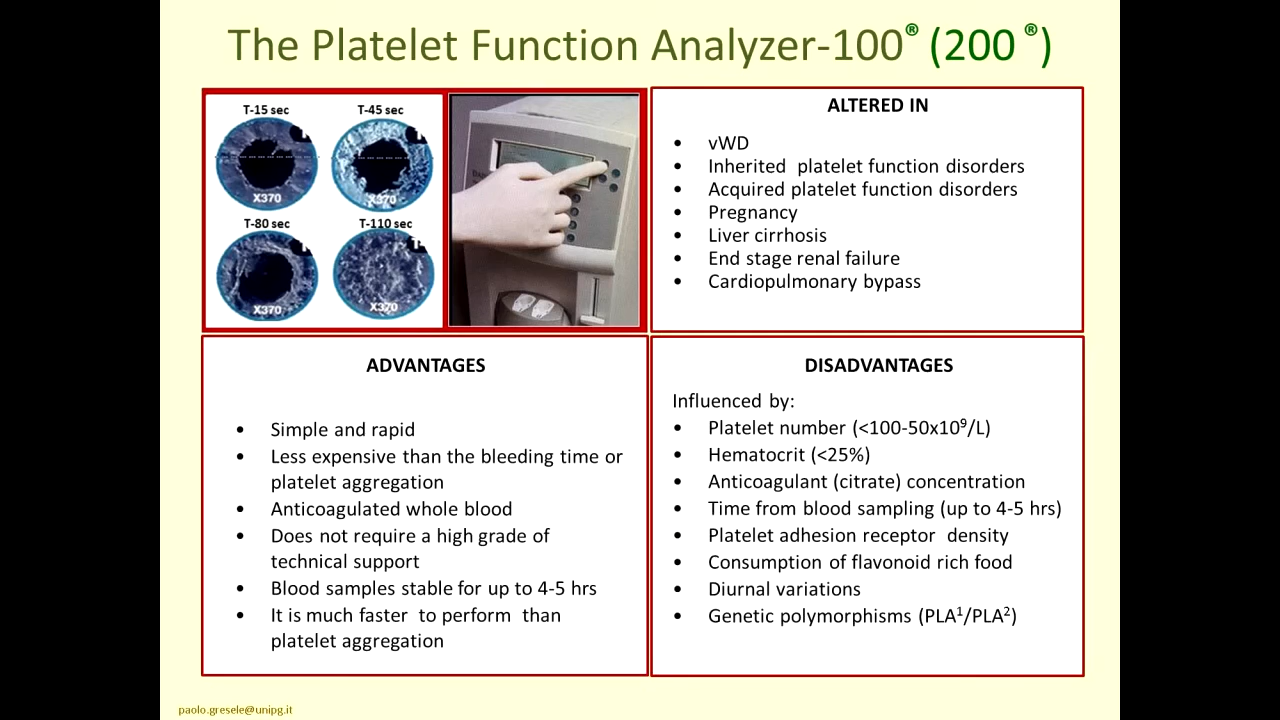 The Platelet Function Analyzer-100® (200 ®)
T-15 sec
T-45 sec
X370
X370
T-80 sec
T-110 sec
X370
X370
ALTERED IN
• vWD
• Inherited platelet function disorders
• Acquired platelet function disorders
• Pregnancy
• Liver cirrhosis
• End stage renal failure
• Cardiopulmonary bypass
ADVANTAGES
• Simple and rapid
• Less expensive than the bleeding time or
platelet aggregation
• Anticoagulated whole blood
• Does not require a high grade of
technical support
• Blood samples stable for up to 4-5 hrs
• It is much faster to perform than
platelet aggregation
DISADVANTAGES
Influenced by:
• Platelet number (<100-50x10⁹/L)
• Hematocrit (<25%)
• Anticoagulant (citrate) concentration
• Time from blood sampling (up to 4-5 hrs)
• Platelet adhesion receptor density
• Consumption of flavonoid rich food
• Diurnal variations
• Genetic polymorphisms (PLA¹/PLA²)
paolo.gresele@unipg.it